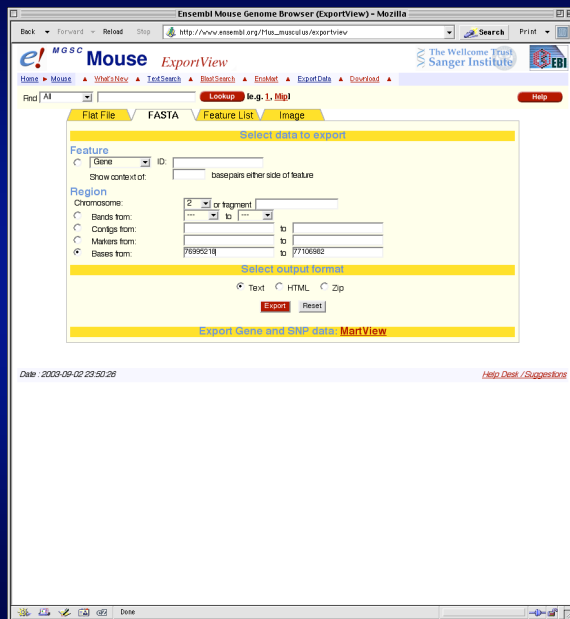 Ensembl Mouse Genome Browser (ExportView) - Mozilla
Back Forward Reload Stop http://www.ensembl.org/Mus_musculus/exportview Search Print
e! MGSC Mouse ExportView The Wellcome Trust Sanger Institute EBI
Home Mouse What's New Text Search Blast Search EnsMart Export Data Download
Find All Lookup [e.g. 1, Mip] Help
Flat File FASTA Feature List Image
Select data to export
Feature
Gene ID:
Show context of: basepairs either side of feature
Region
Chromosome: 2 or fragment
Bands from: --- to ---
Contigs from: to
Markers from: to
Bases from: 76995218 to 77106982
Select output format
Text HTML Zip
Export Reset
Export Gene and SNP data: MartView
Date : 2003-09-02 23:50:26 Help Desk / Suggestions
Done